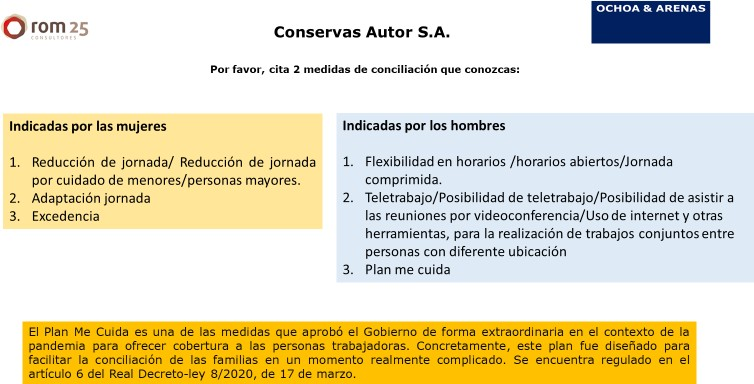 rom 25
CONSULTORES
OCHOA & ARENAS
Conservas Autor S.A.
Por favor, cita 2 medidas de conciliación que conozcas:
Indicadas por las mujeres
1. Reducción de jornada/ Reducción de jornada
por cuidado de menores/personas mayores.
2. Adaptación jornada
3. Excedencia
Indicadas por los hombres
1. Flexibilidad en horarios /horarios abiertos/Jornada
comprimida.
2. Teletrabajo/Posibilidad de teletrabajo/Posibilidad de asistir a
las reuniones por videoconferencia/Uso de internet y otras
herramientas, para la realización de trabajos conjuntos entre
personas con diferente ubicación
3. Plan me cuida
El Plan Me Cuida es una de las medidas que aprobó el Gobierno de forma extraordinaria en el contexto de la
pandemia para ofrecer cobertura a las personas trabajadoras. Concretamente, este plan fue diseñado para
facilitar la conciliación de las familias en un momento realmente complicado. Se encuentra regulado en el
artículo 6 del Real Decreto-ley 8/2020, de 17 de marzo.